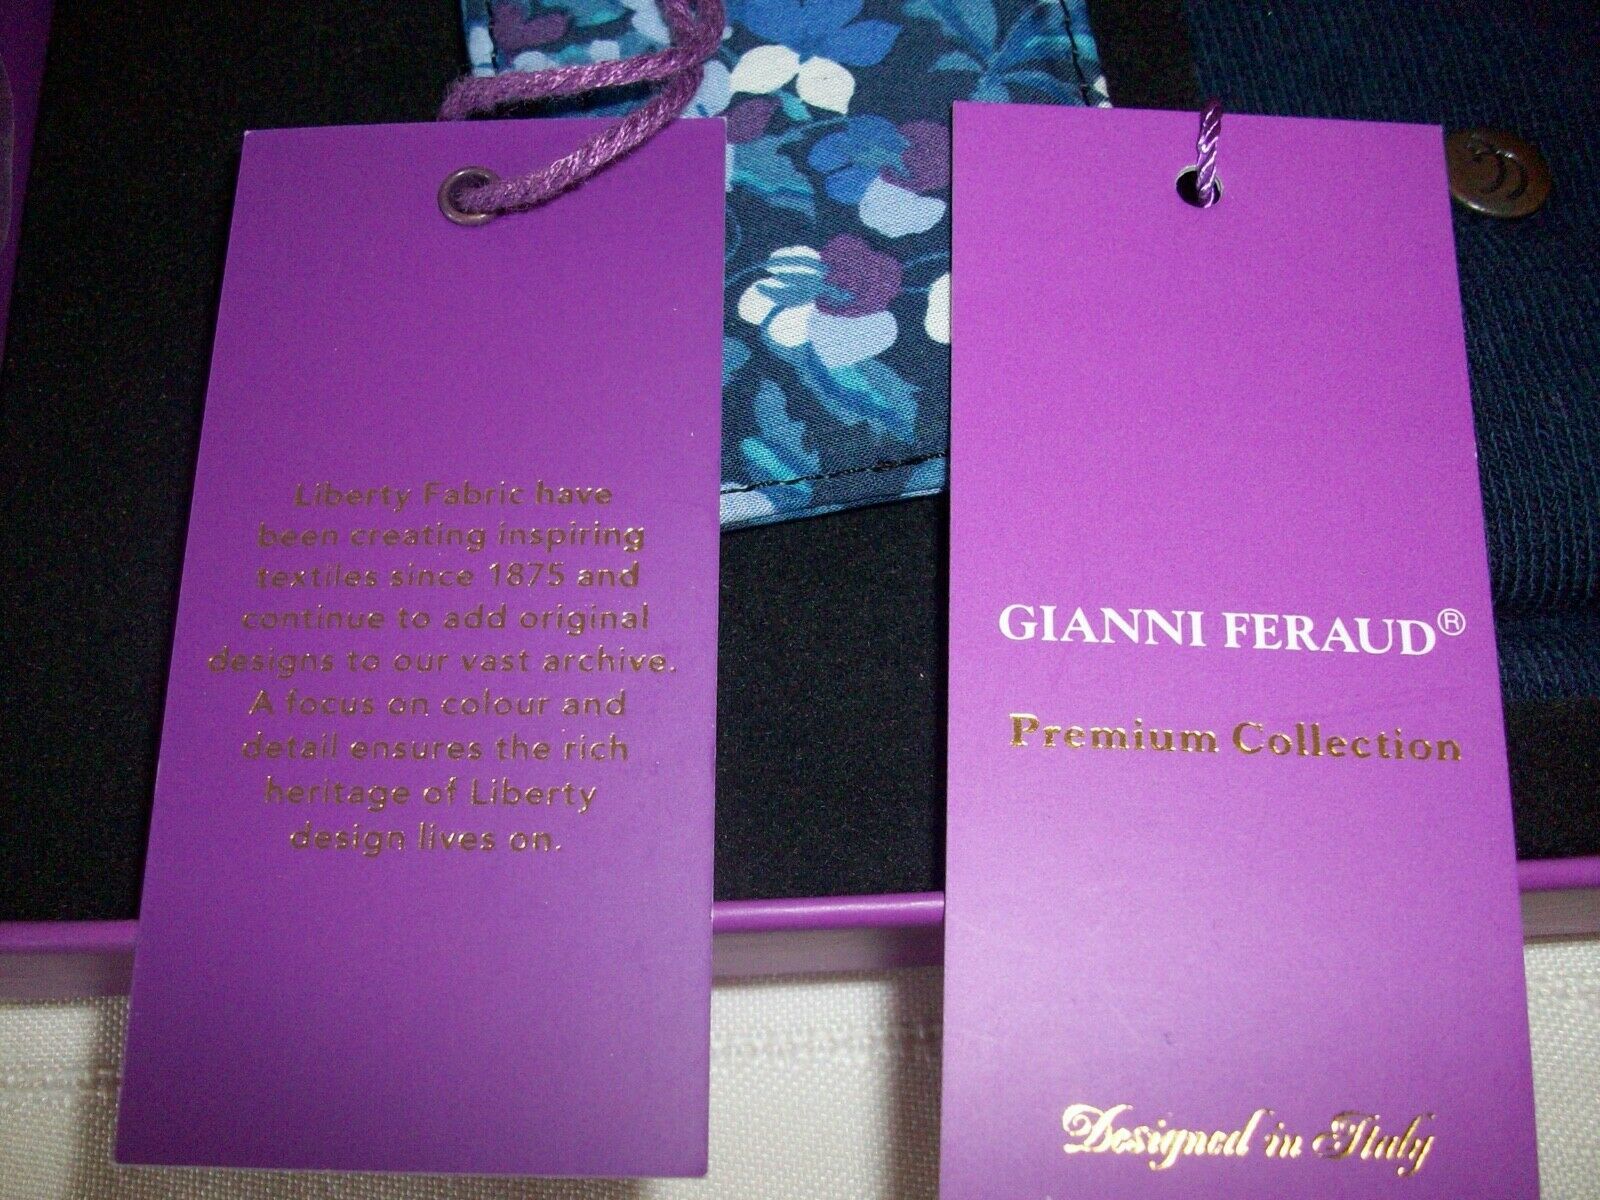 Liberty Fabric have
been creating inspiring
textiles since 1875 and
continue to add original
designs to our vast archive.
A focus on colour and
detail ensures the rich
heritage of Liberty
design lives on.
GIANNI FERAUD®
Premium Collection
Designed in Italy